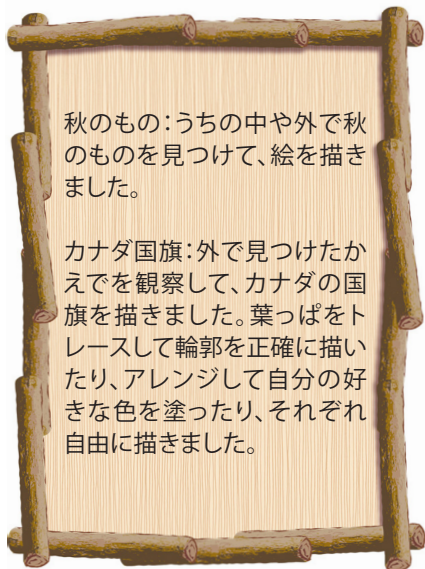 秋のもの：うちの中や外で秋
のものを見つけて、絵を描き
ました。
カナダ国旗：外で見つけたか
えでを観察して、カナダの国
旗を描きました。葉っぱをト
レースして輪郭を正確に描い
たり、アレンジして自分の好
きな色を塗ったり、それぞれ
自由に描きました。